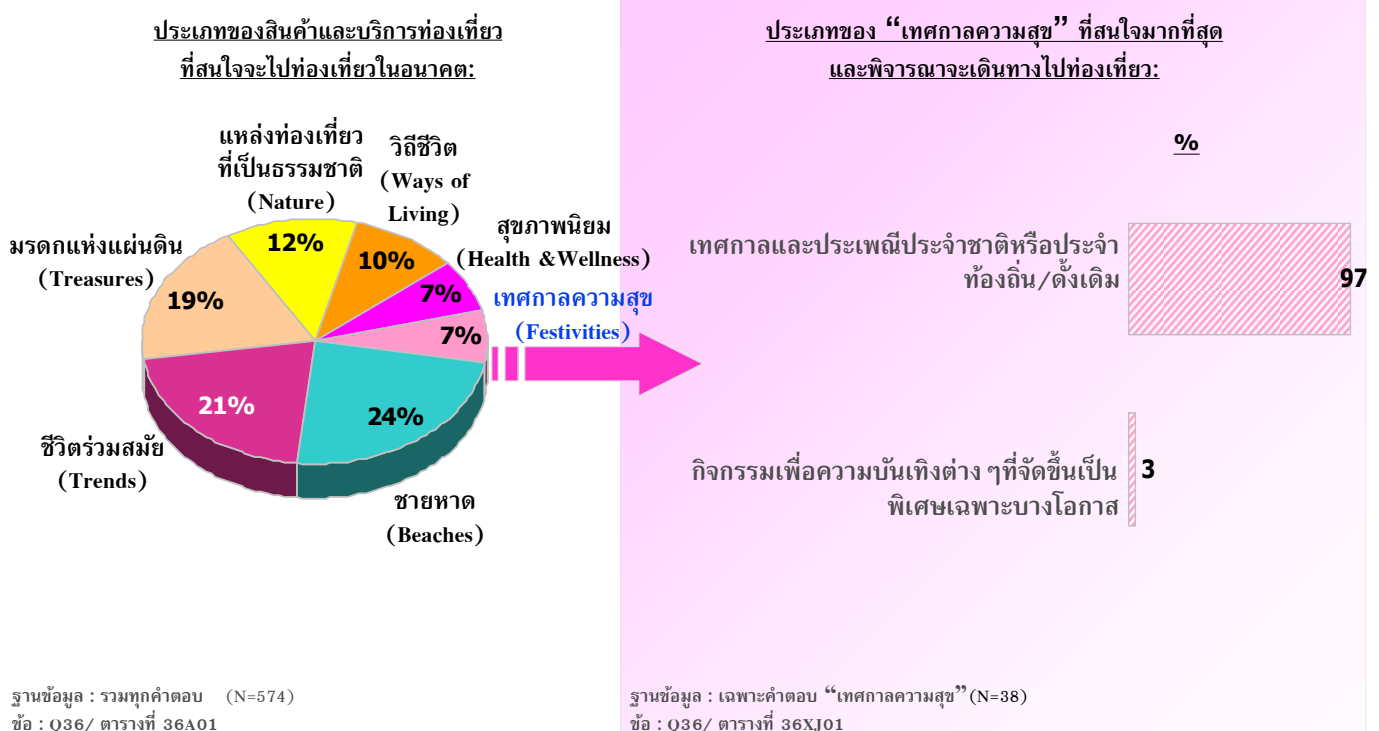 ประเภทของสินค้าและบริการท่องเที่ยว
ที่สนใจจะไปท่องเที่ยวในอนาคต:
แหล่งท่องเที่ยว
ที่เป็นธรรมชาติ
(Nature)
วิถีชีวิต
(Ways of
Living)
สุขภาพนิยม
(Health &Wellness)
มรดกแห่งแผ่นดิน
(Treasures)
เทศกาลความสุข
(Festivities)
12%
10%
7%
19%
7%
21%
24%
ชีวิตร่วมสมัย
(Trends)
ชายหาด
(Beaches)
ฐานข้อมูล : รวมทุกคำตอบ (N=574)
ข้อ : Q36/ ตารางที่ 36A01
ประเภทของ “เทศกาลความสุข” ที่สนใจมากที่สุด
และพิจารณาจะเดินทางไปท่องเที่ยว:
%
เทศกาลและประเพณีประจำชาติหรือประจำ
ท้องถิ่น/ดั้งเดิม
97
กิจกรรมเพื่อความบันเทิงต่าง ๆที่จัดขึ้นเป็น
พิเศษเฉพาะบางโอกาส
3
ฐานข้อมูล : เฉพาะคำตอบ “เทศกาลความสุข”(N=38)
ข้อ : Q36/ ตารางที่ 36XJ01